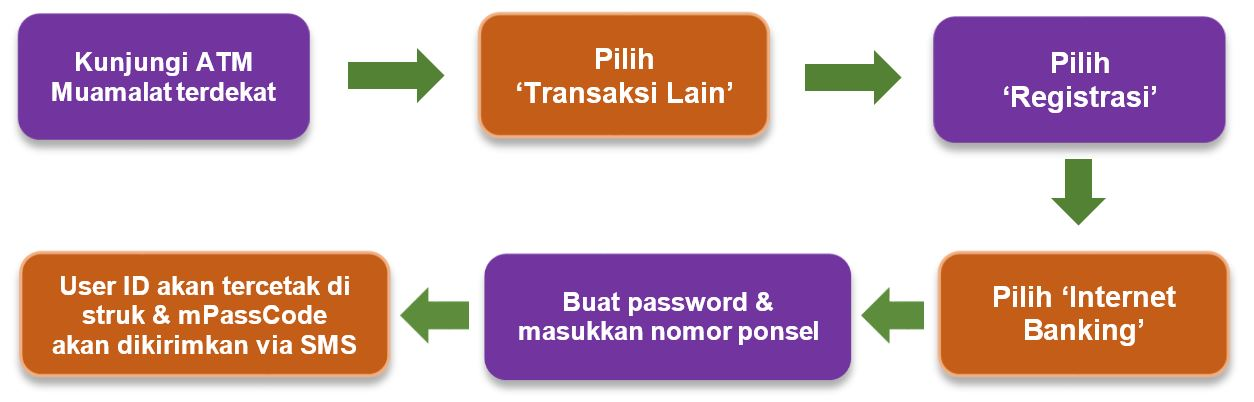 Kunjungi ATM
Muamalat terdekat
Pilih
‘Transaksi Lain’
Pilih
‘Registrasi’
Pilih ‘Internet
Banking’
Buat password &
masukkan nomor ponsel
User ID akan tercetak di
struk & mPassCode
akan dikirimkan via SMS